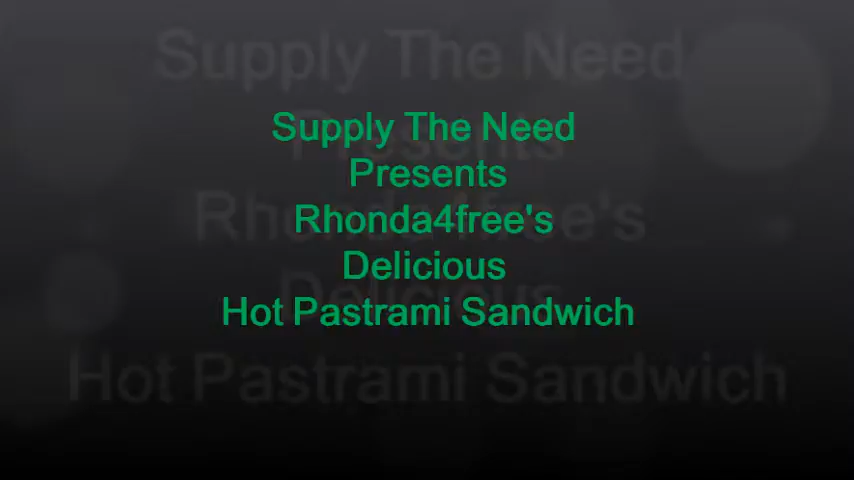 Supply The Need
Presents
Rhonda4free's
Delicious
Hot Pastrami Sandwich